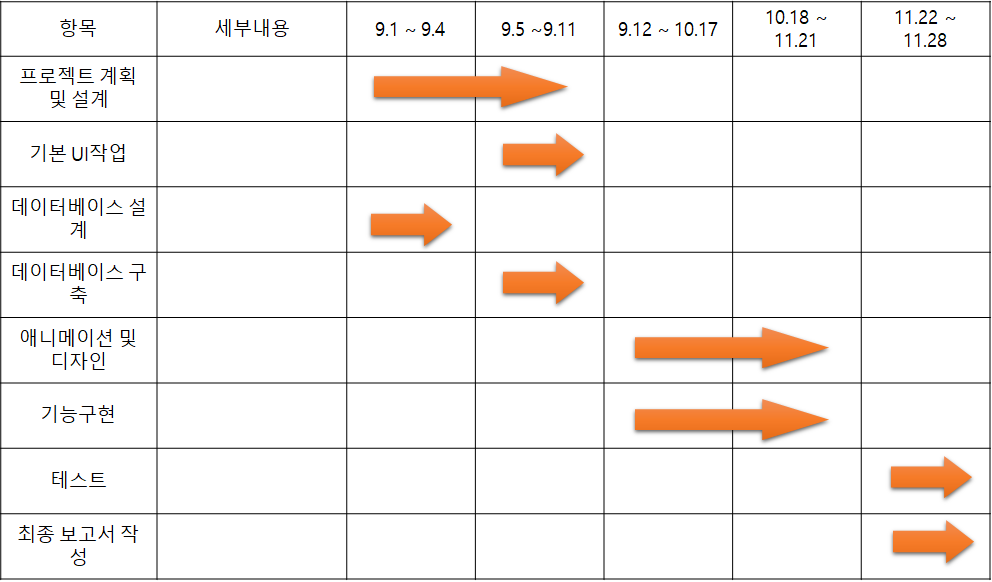 항목
세부내용
9.1 ~ 9.4
9.5 ~9.11
9.12 ~ 10.17
10.18 ~
11.21
11.22 ~
11.28
프로젝트 계획
및 설계
기본 UI작업
데이터베이스 설
계
데이터베이스 구
축
애니메이션 및
디자인
기능구현
테스트
최종 보고서 작
성